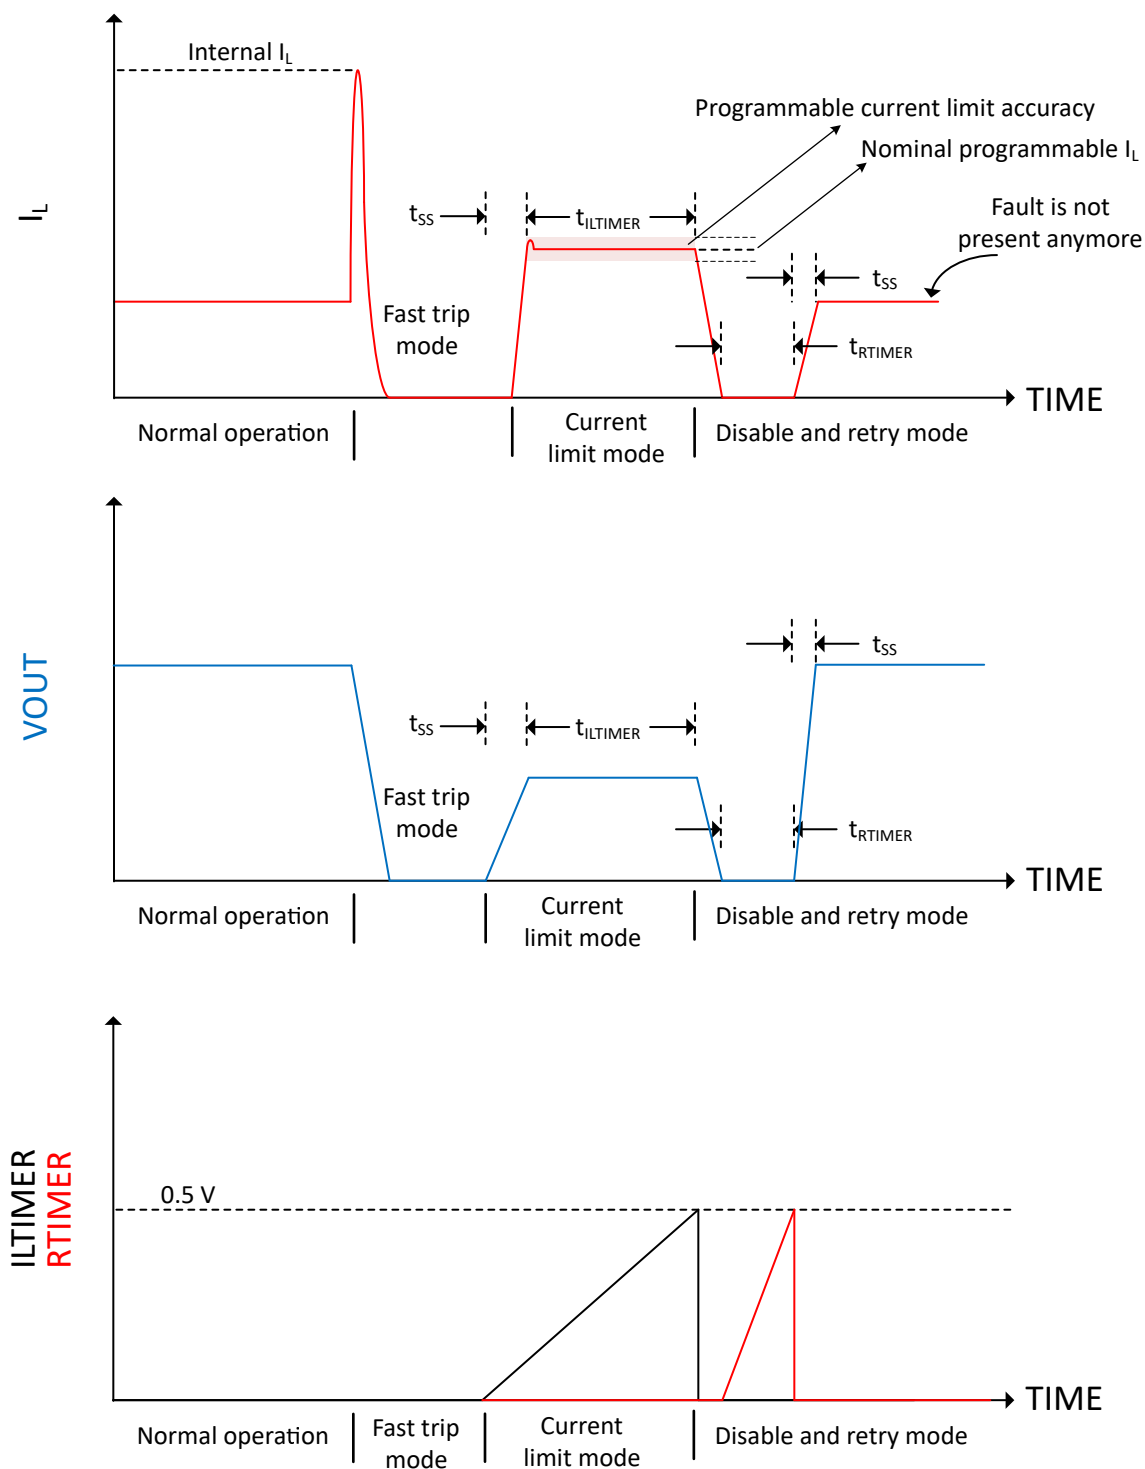 Internal IL
Programmable current limit accuracy
Nominal programmable IL
IL
tSS
tILTIMER
Fault is not
present anymore
tSS
Fast trip
mode
tRTIMER
TIME
Normal operation
Current
limit mode
Disable and retry mode
VOUT
tSS
tSS
tILTIMER
Fast trip
mode
tRTIMER
TIME
Normal operation
Current
limit mode
Disable and retry mode
ILTIMER
RTIMER
0.5 V
TIME
Normal operation
Fast trip
mode
Current
limit mode
Disable and retry mode